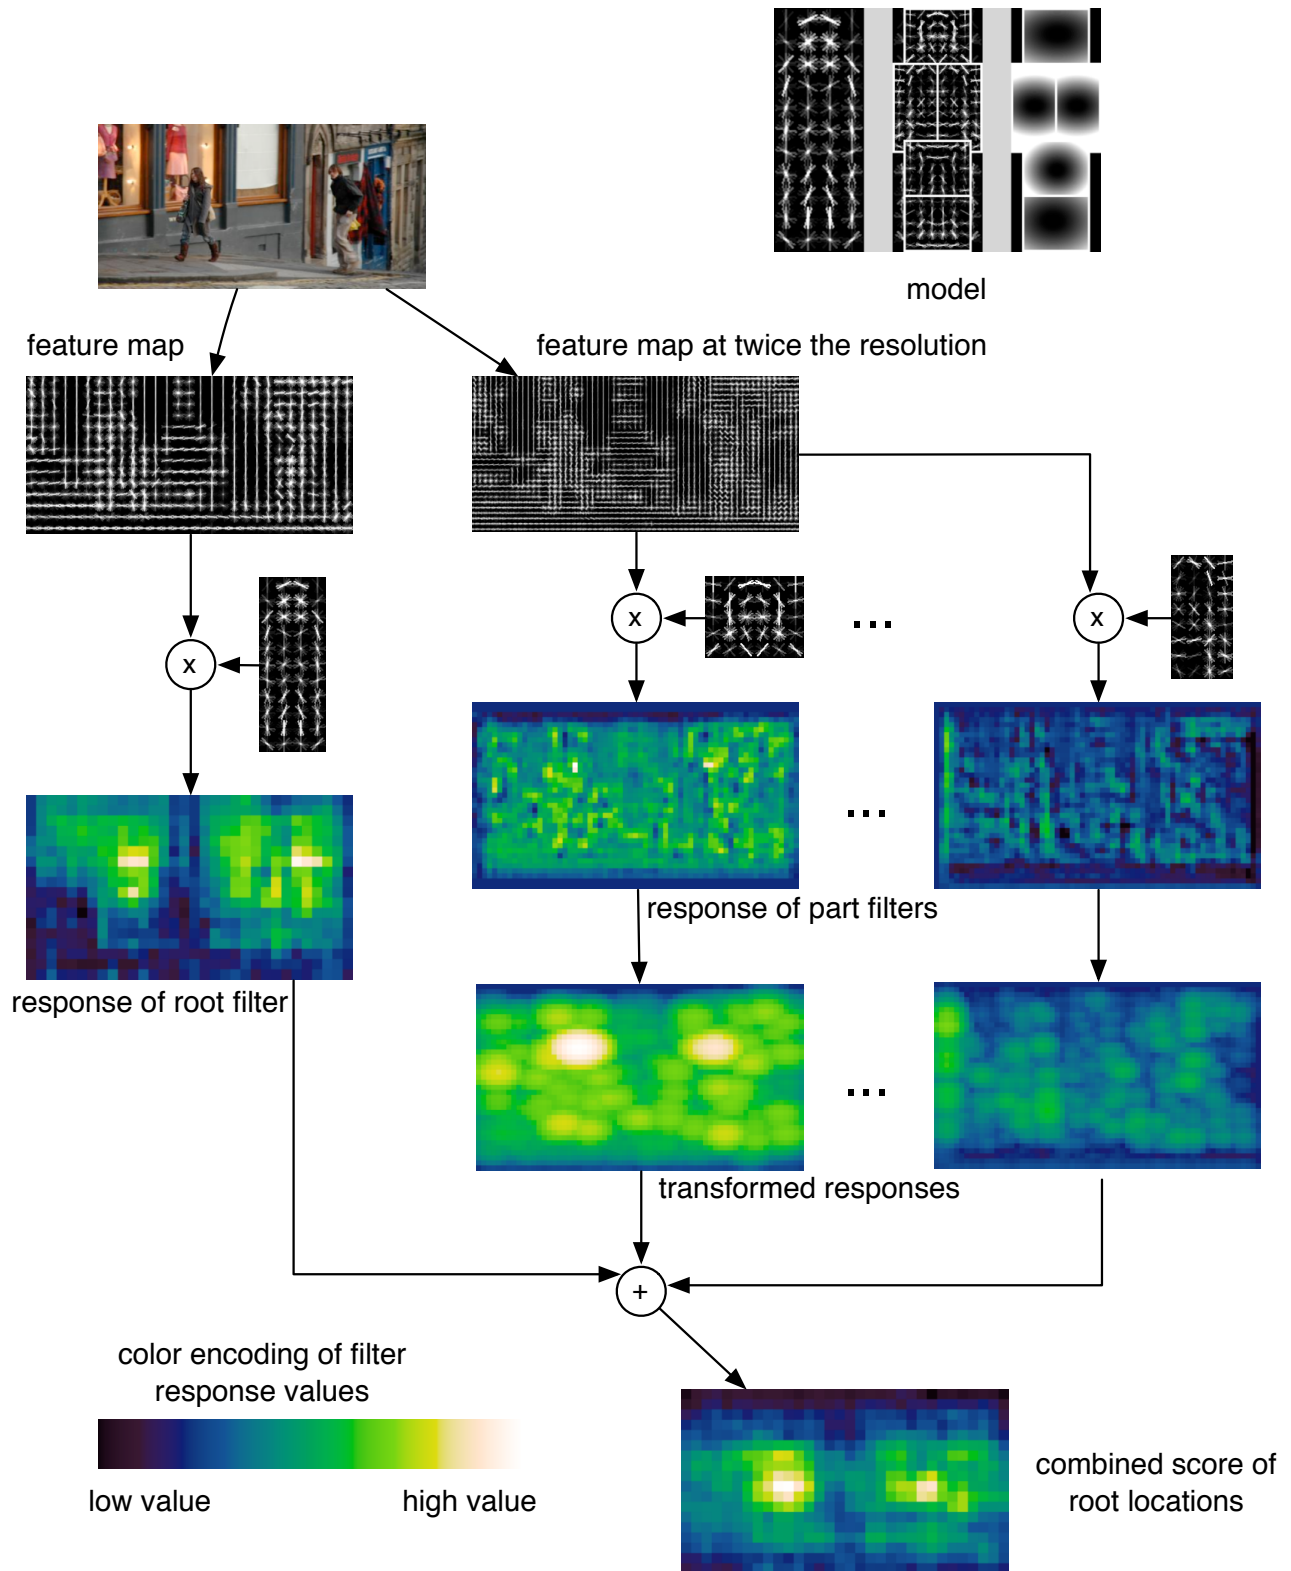 model
feature map
feature map at twice the resolution
x
x
x
...
...
response of part filters
response of root filter
...
transformed responses
+
color encoding of filter
response values
low value
high value
combined score of
root locations